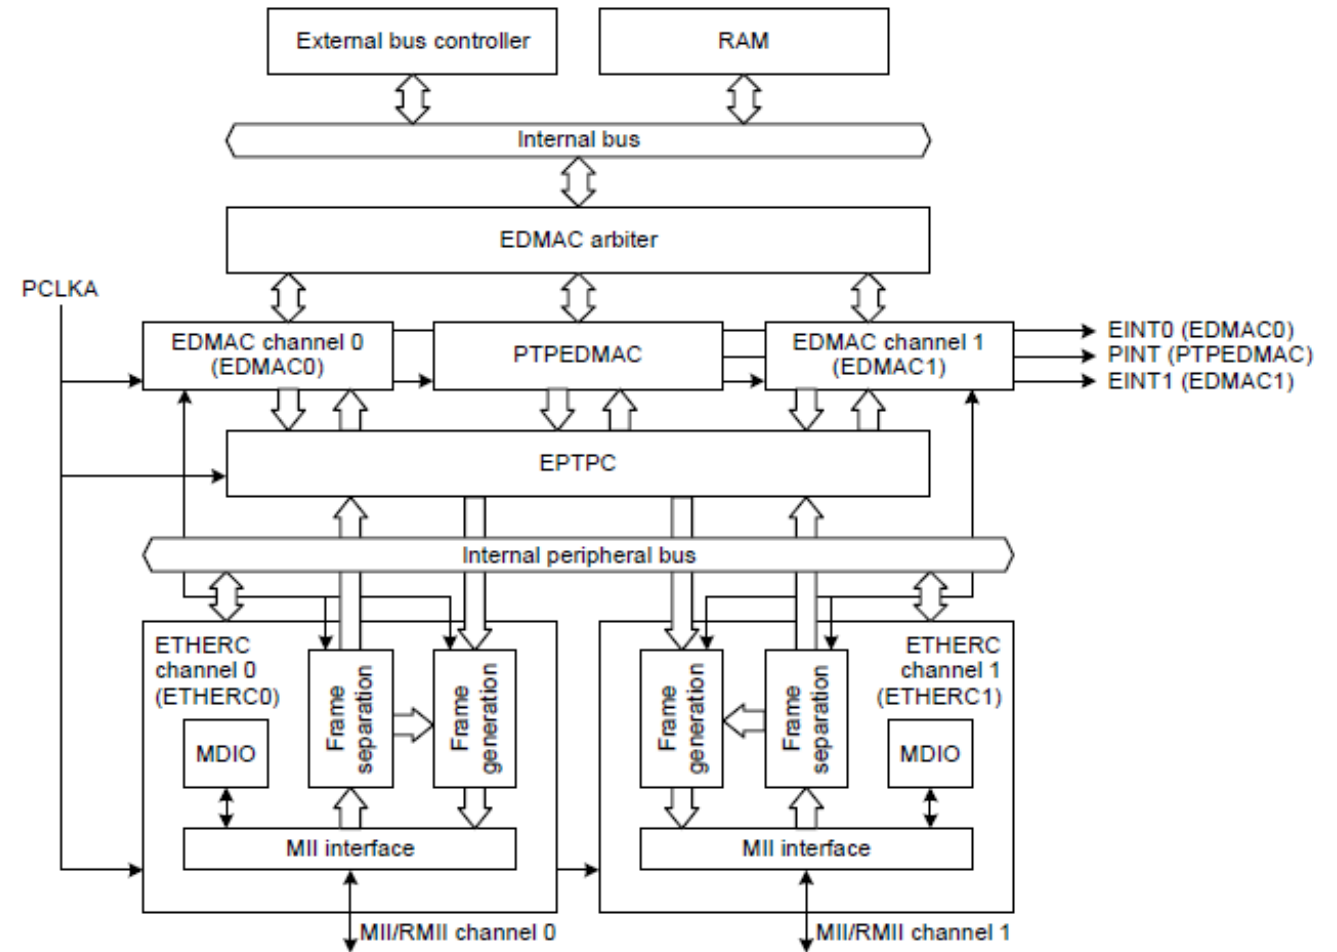 External bus controller
RAM
Internal bus
EDMAC arbiter
PCLKA
EDMAC channel 0
(EDMAC0)
PTPEDMAC
EDMAC channel 1
(EDMAC1)
EINT0 (EDMAC0)
PINT (PTPEDMAC)
EINT1 (EDMAC1)
EPTPC
Internal peripheral bus
ETHERC
channel 0
(ETHERC0)
MDIO
Frame
separation
Frame
generation
MII interface
MII/RMII channel 0
Frame
generation
Frame
separation
ETHERC
channel 1
(ETHERC1)
MDIO
MII interface
MII/RMII channel 1